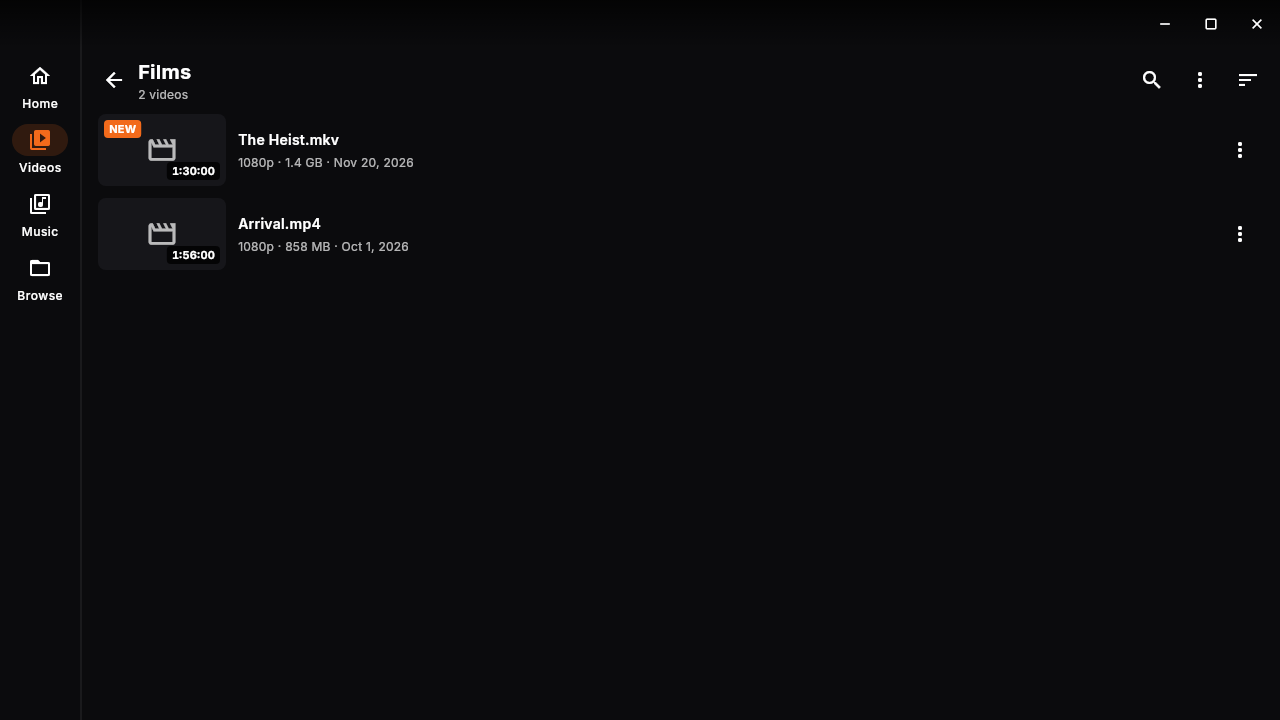 Films
2 videos
Home
Videos
Music
Browse
NEW
1:30:00
The Heist.mkv
1080p · 1.4 GB · Nov 20, 2026
1:56:00
Arrival.mp4
1080p · 858 MB · Oct 1, 2026